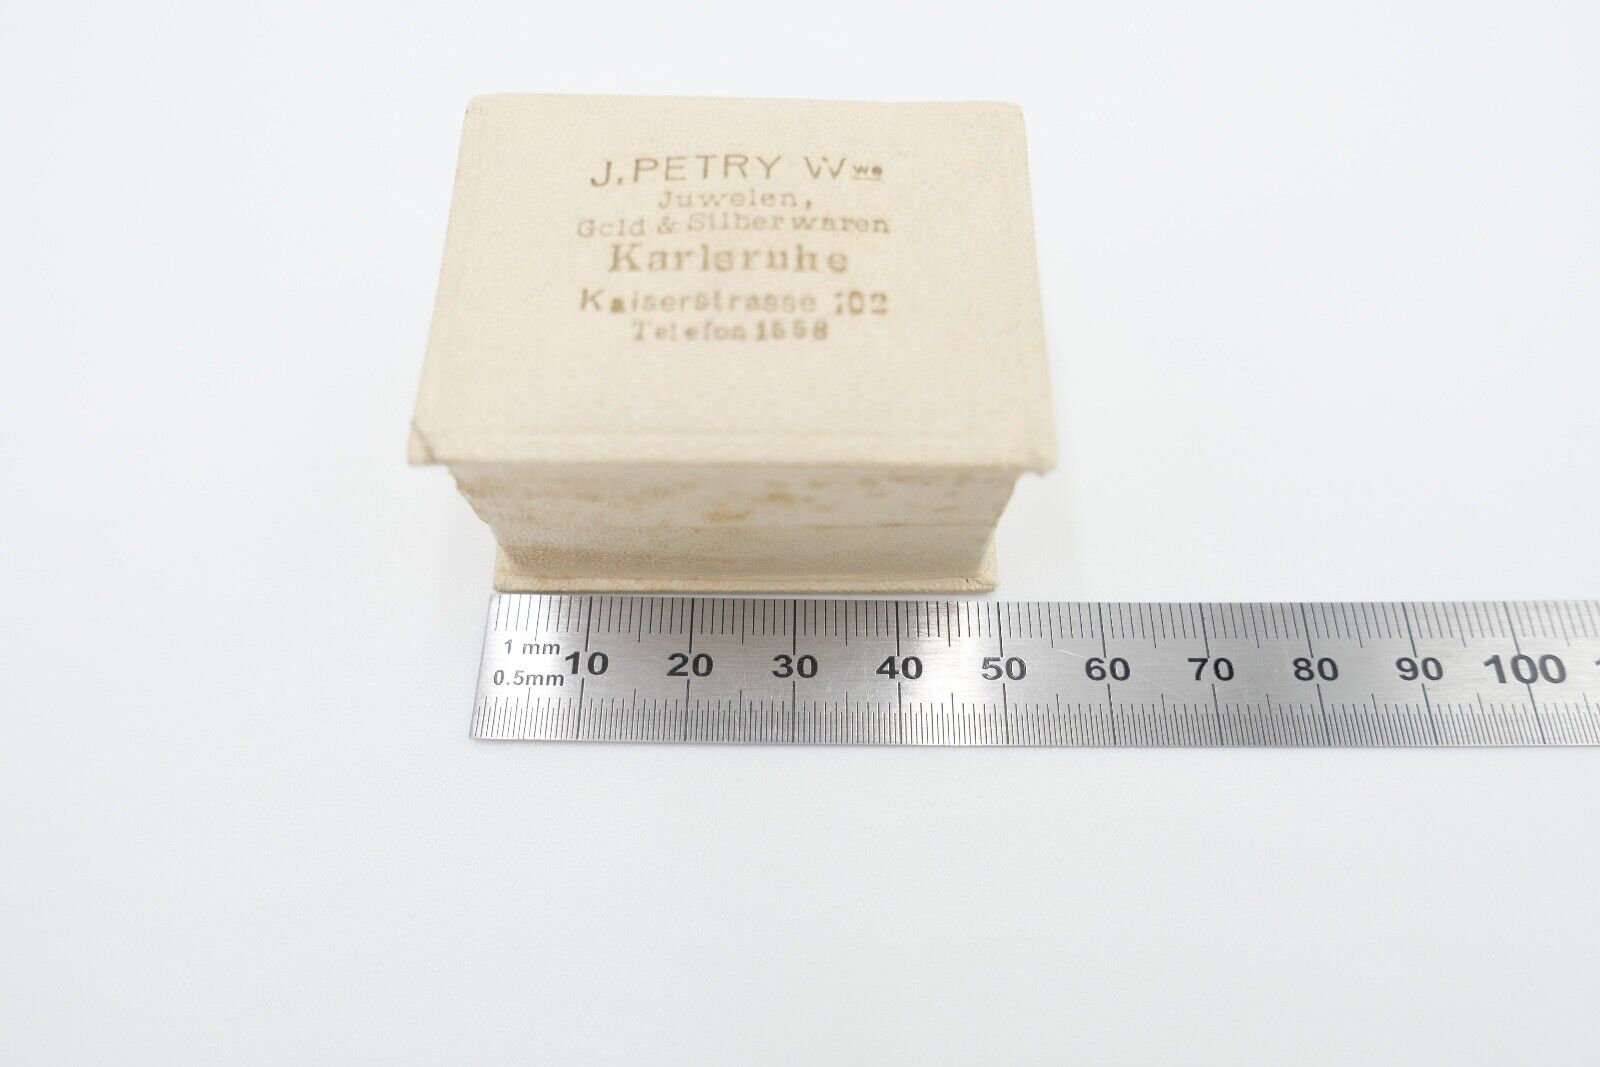 J. PETRY Wwe
Juwelen,
Gold & Silberwaren
Karlsruhe
Kaiserstrasse 102
Telefon 1558
1 mm
0.5mm
10 20 30 40 50 60 70 80 90 100